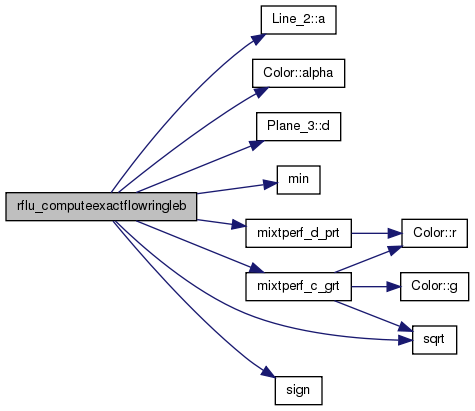 Line_2::a
Color::alpha
Plane_3::d
min
rflu_computeexactflowringleb
mixtperf_d_prt
Color::r
mixtperf_c_grt
Color::g
sqrt
sign